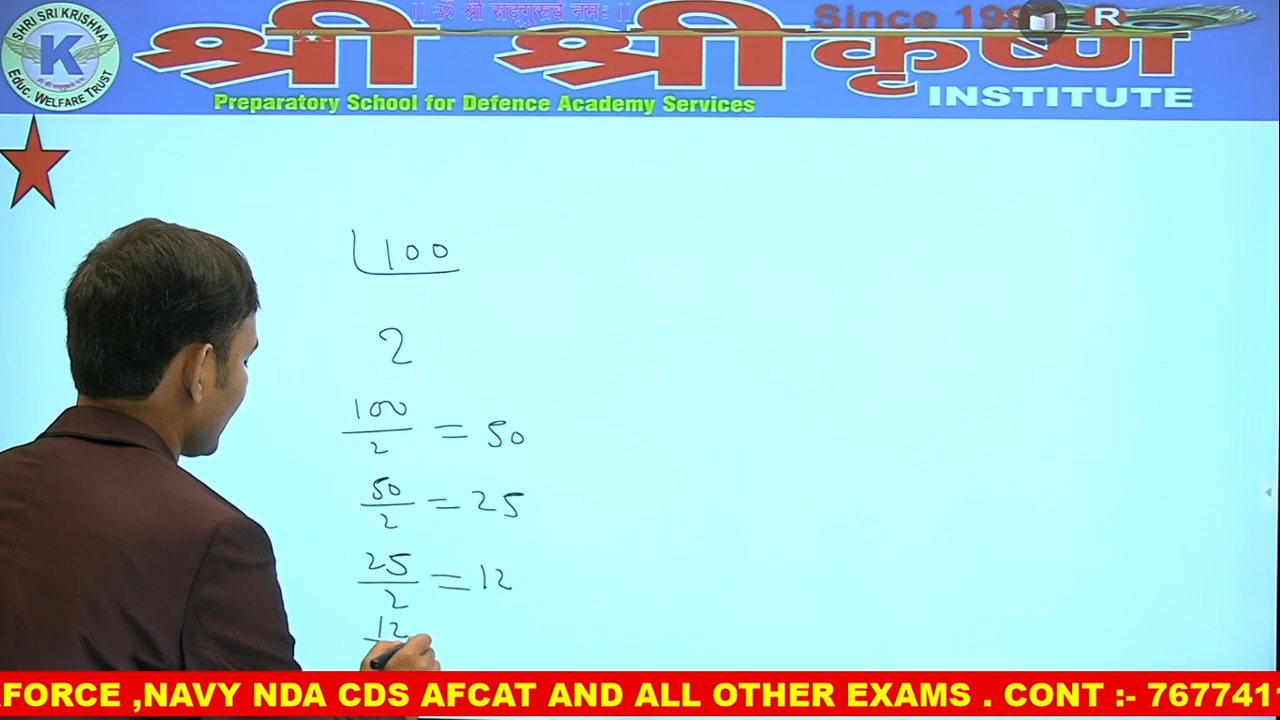 || ॐ श्री सद्गुरूवे नमः ||
SHRI SRI KRISHNA
K
Educ. WELFARE TRUST
श्री श्री कृष्ण
Since 199
R
INSTITUTE
Preparatory School for Defence Academy Services
100
2
100/2 = 50
50/2 = 25
25/2 = 12
12
FORCE ,NAVY NDA CDS AFCAT AND ALL OTHER EXAMS . CONT :- 767741